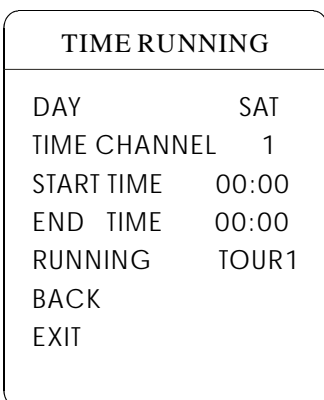 TIME RUNNING
DAY SAT
TIME CHANNEL 1
START TIME 00:00
END TIME 00:00
RUNNING TOUR1
BACK
EXIT